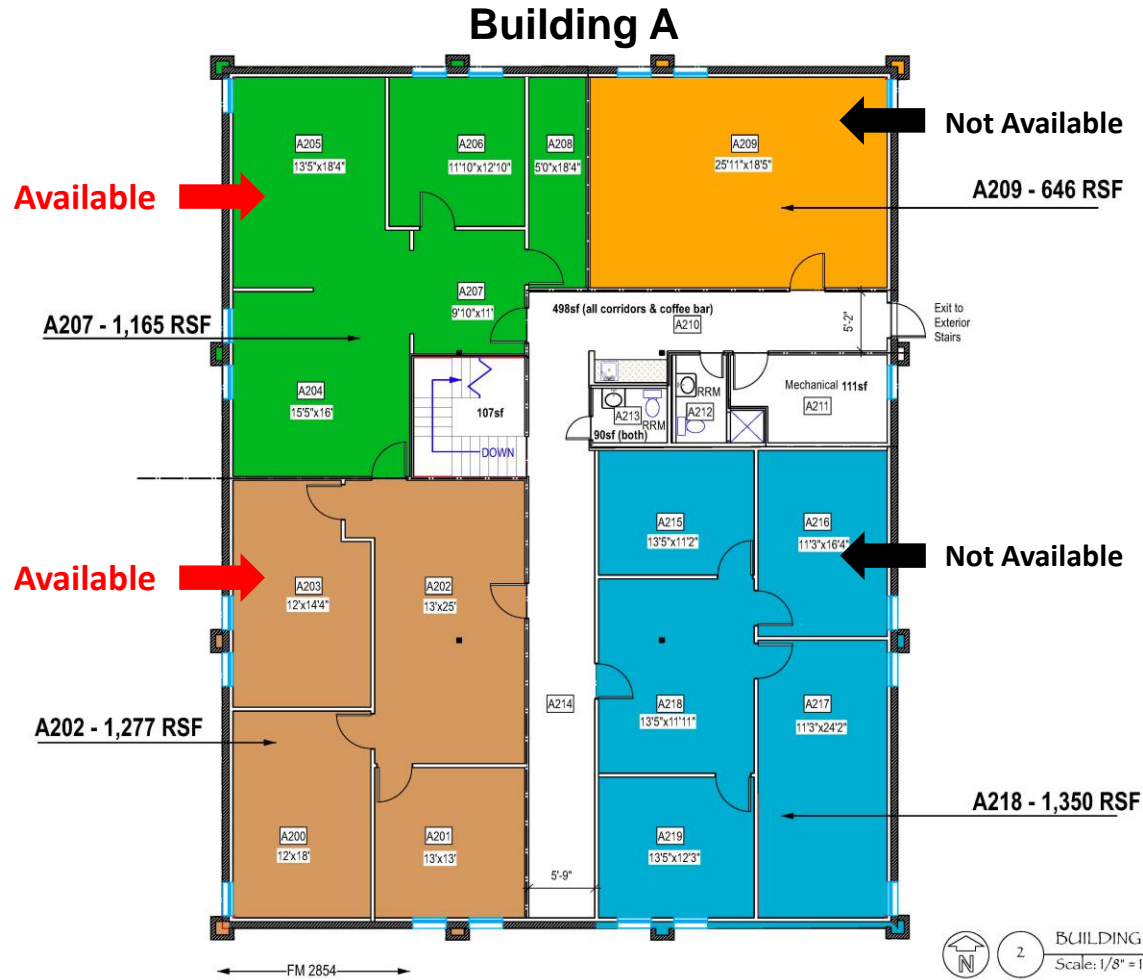 Building A
A205
13'5"x18'4"
A206
11'10"x12'10"
A208
5'0"x18'4"
A209
25'11"x18'5"
Not Available
Available
A209 - 646 RSF
A207
9'10"x11'
498sf (all corridors & coffee bar)
A210
5'-2"
Exit to
Exterior
Stairs
A207 - 1,165 RSF
A204
15'5"x16'
107sf
DOWN
A213
RRM
90sf (both)
RRM
A212
Mechanical 111sf
A211
A215
13'5"x11'2"
A216
11'3"x16'4"
Not Available
Available
A203
12'x14'4"
A202
13'x25'
A202 - 1,277 RSF
A214
A218
13'5"x11'11"
A217
11'3"x24'2"
A218 - 1,350 RSF
A200
12'x18'
A201
13'x13'
A219
13'5"x12'3"
5'-9"
FM 2854
N
2
BUILDING
Scale: 1/8" = 1